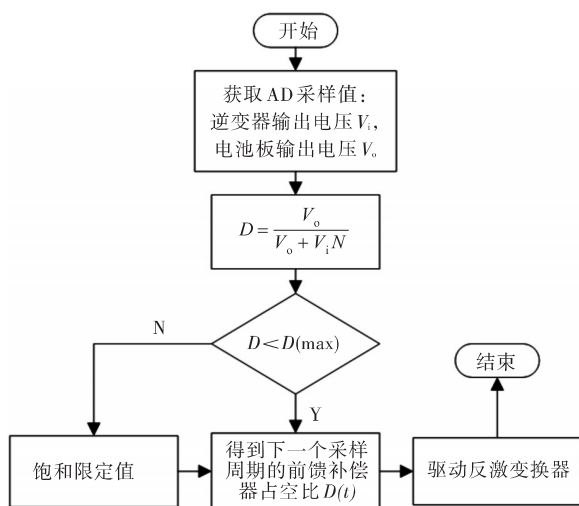 开始
获取AD采样值：
逆变器输出电压Vi，
电池板输出电压Vo
D = Vo / (Vo + ViN)
N
D＜D(max)
Y
结束
饱和限定值
得到下一个采样
周期的前馈补偿
器占空比D(t)
驱动反激变换器